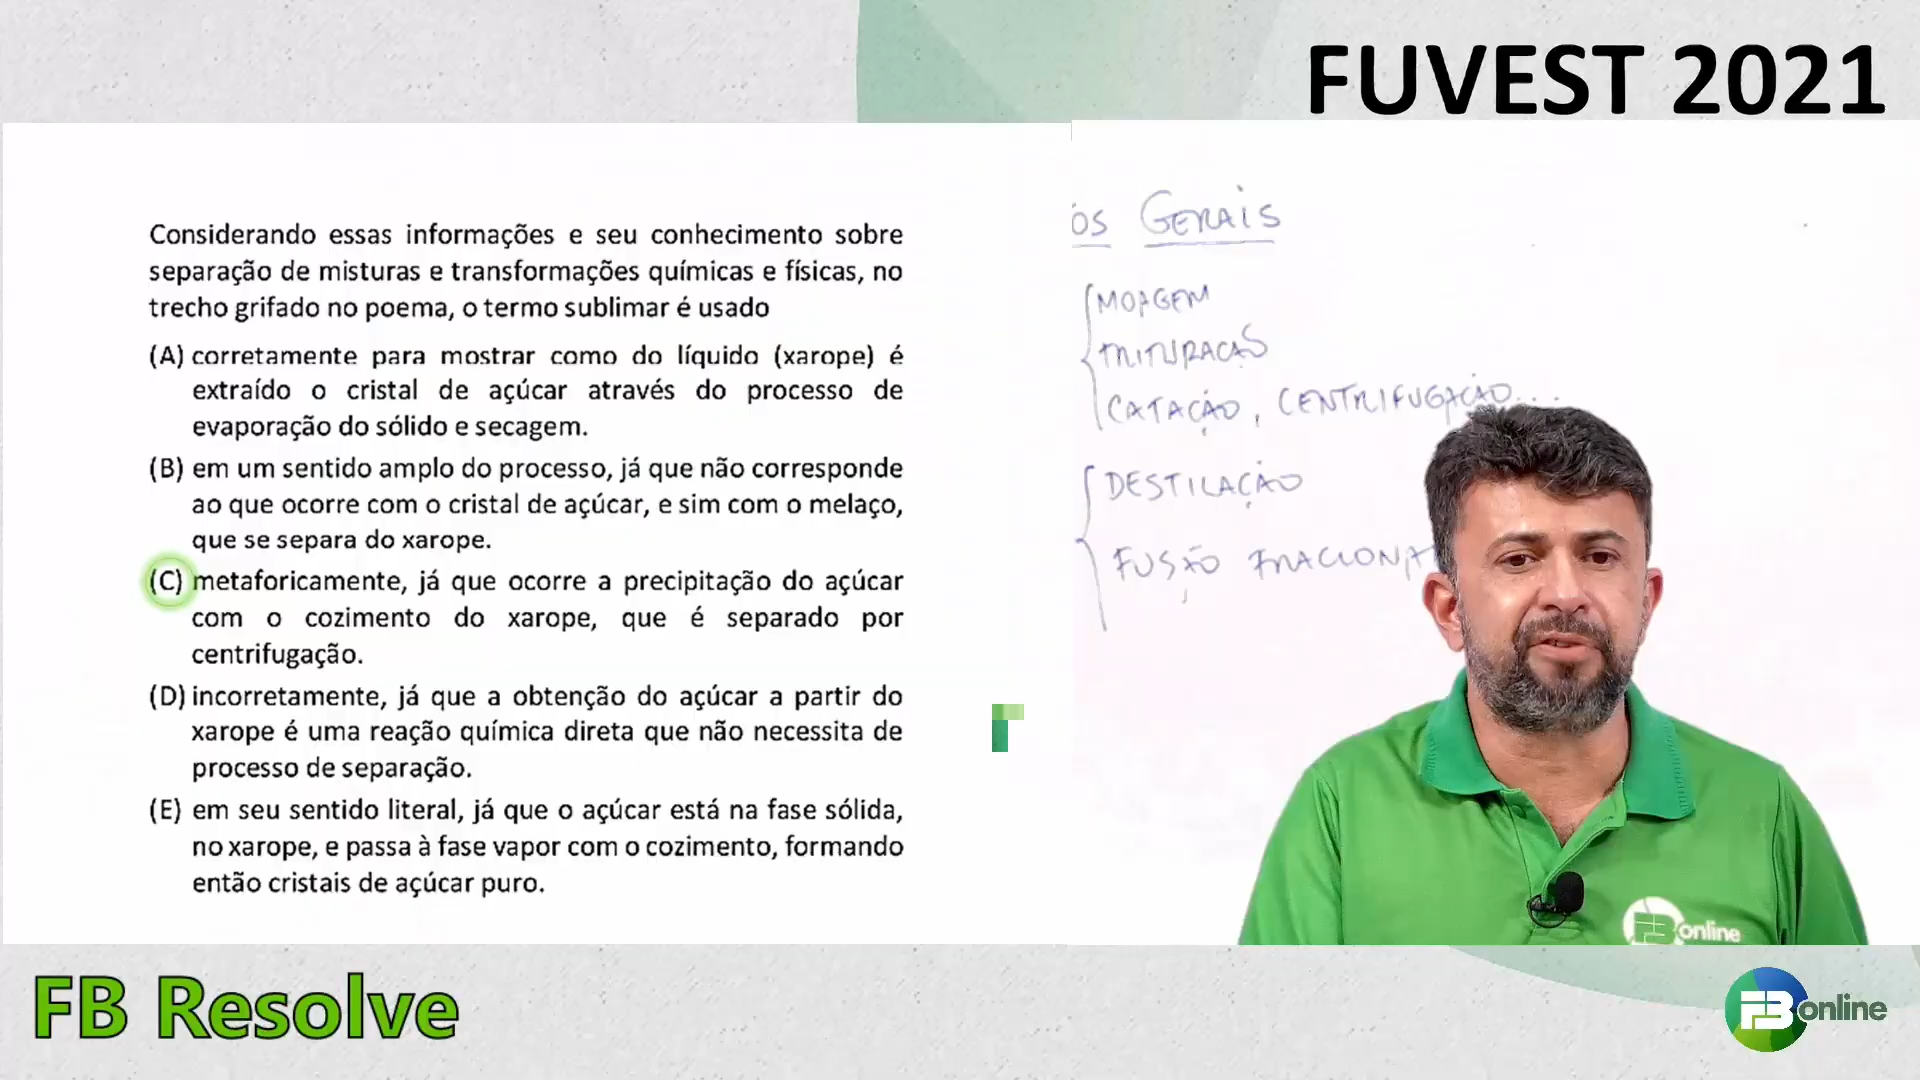 FUVEST 2021
Considerando essas informações e seu conhecimento sobre
separação de misturas e transformações químicas e físicas, no
trecho grifado no poema, o termo sublimar é usado
(A) corretamente para mostrar como do líquido (xarope) é
extraído o cristal de açúcar através do processo de
evaporação do sólido e secagem.
(B) em um sentido amplo do processo, já que não corresponde
ao que ocorre com o cristal de açúcar, e sim com o melaço,
que se separa do xarope.
(C) metaforicamente, já que ocorre a precipitação do açúcar
com o cozimento do xarope, que é separado por
centrifugação.
(D) incorretamente, já que a obtenção do açúcar a partir do
xarope é uma reação química direta que não necessita de
processo de separação.
(E) em seu sentido literal, já que o açúcar está na fase sólida,
no xarope, e passa à fase vapor com o cozimento, formando
então cristais de açúcar puro.
OS GERAIS
MOAGEM
TRITURAÇÃO
CATAÇÃO, CENTRIFUGAÇÃO...
DESTILAÇÃO
FUSÃO FRACIONA
FB online
FB Resolve
FB online